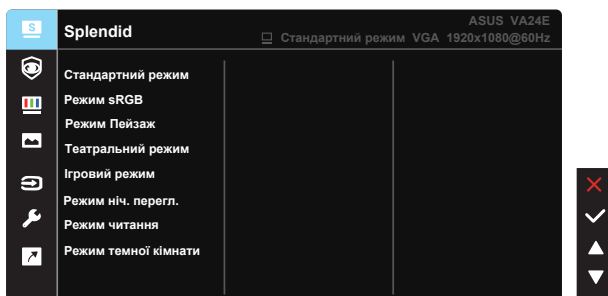 S
Splendid
ASUS VA24E
Стандартний режим VGA 1920x1080@60Hz
Стандартний режим
Режим sRGB
Режим Пейзаж
Театральний режим
Ігровий режим
Режим ніч. перегл.
Режим читання
Режим темної кімнати